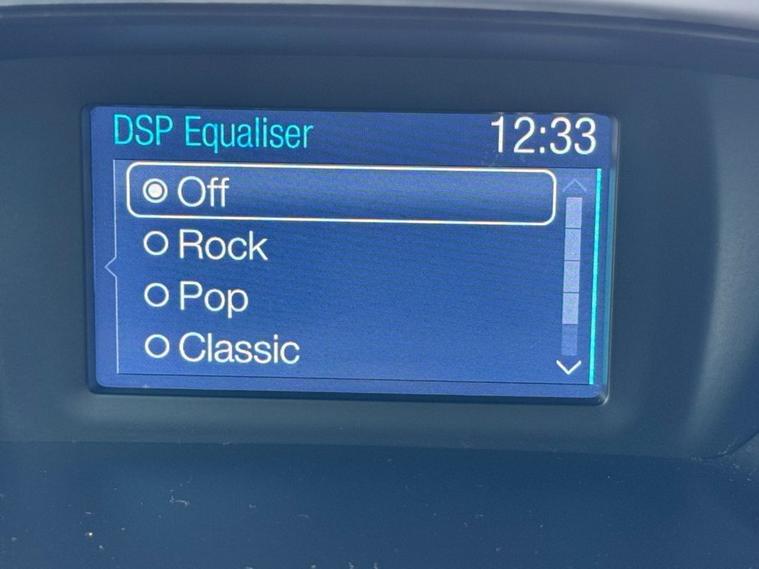 DSP Equaliser 12:33
Off
Rock
Pop
Classic